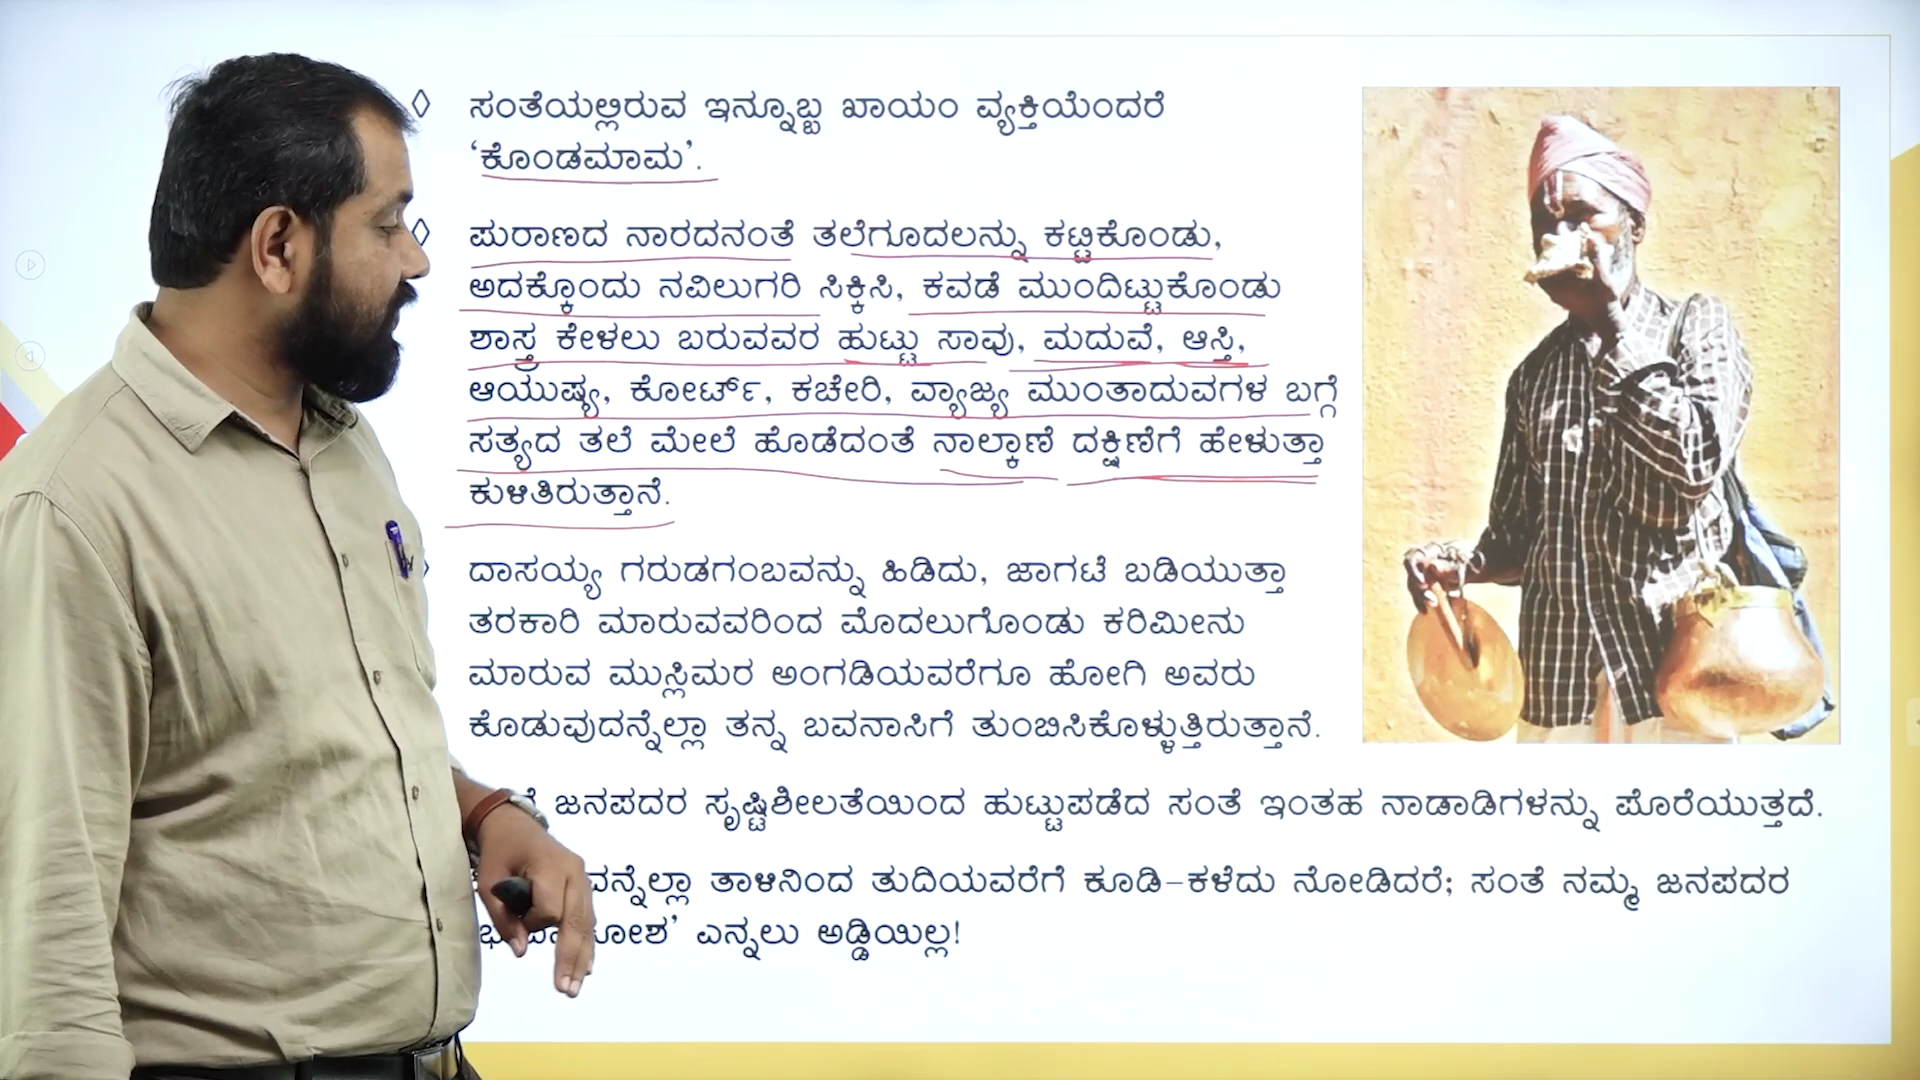 ಸಂತೆಯಲ್ಲಿರುವ ಇನ್ನೂಬ್ಬ ಖಾಯಂ ವ್ಯಕ್ತಿಯೆಂದರೆ
‘ಕೊಂಡಮಾಮ’.
ಪುರಾಣದ ನಾರದನಂತೆ ತಲೆಗೂದಲನ್ನು ಕಟ್ಟಿಕೊಂಡು,
ಅದಕ್ಕೊಂದು ನವಿಲುಗರಿ ಸಿಕ್ಕಿಸಿ, ಕವಡೆ ಮುಂದಿಟ್ಟುಕೊಂಡು
ಶಾಸ್ತ್ರ ಕೇಳಲು ಬರುವವರ ಹುಟ್ಟು ಸಾವು, ಮದುವೆ, ಆಸ್ತಿ,
ಆಯುಷ್ಯ, ಕೋರ್ಟ್, ಕಚೇರಿ, ವ್ಯಾಜ್ಯ ಮುಂತಾದುವಗಳ ಬಗ್ಗೆ
ಸತ್ಯದ ತಲೆ ಮೇಲೆ ಹೊಡೆದಂತೆ ನಾಲ್ಕಾಣೆ ದಕ್ಷಿಣೆಗೆ ಹೇಳುತ್ತಾ
ಕುಳಿತಿರುತ್ತಾನೆ.
ದಾಸಯ್ಯ ಗರುಡಗಂಬವನ್ನು ಹಿಡಿದು, ಜಾಗಟೆ ಬಡಿಯುತ್ತಾ
ತರಕಾರಿ ಮಾರುವವರಿಂದ ಮೊದಲುಗೊಂಡು ಕರಿಮೀನು
ಮಾರುವ ಮುಸ್ಲಿಮರ ಅಂಗಡಿಯವರೆಗೂ ಹೋಗಿ ಅವರು
ಕೊಡುವುದನ್ನೆಲ್ಲಾ ತನ್ನ ಬವನಾಸಿಗೆ ತುಂಬಿಸಿಕೊಳ್ಳುತ್ತಿರುತ್ತಾನೆ.
ಜನಪದರ ಸೃಷ್ಟಿಶೀಲತೆಯಿಂದ ಹುಟ್ಟುಪಡೆದ ಸಂತೆ ಇಂತಹ ನಾಡಾಡಿಗಳನ್ನು ಪೊರೆಯುತ್ತದೆ.
ತಾಳಿನಿಂದ ತುದಿಯವರೆಗೆ ಕೂಡಿ–ಕಳೆದು ನೋಡಿದರೆ; ಸಂತೆ ನಮ್ಮ ಜನಪದರ
ಎನ್ನಲು ಅಡ್ಡಿಯಿಲ್ಲ!